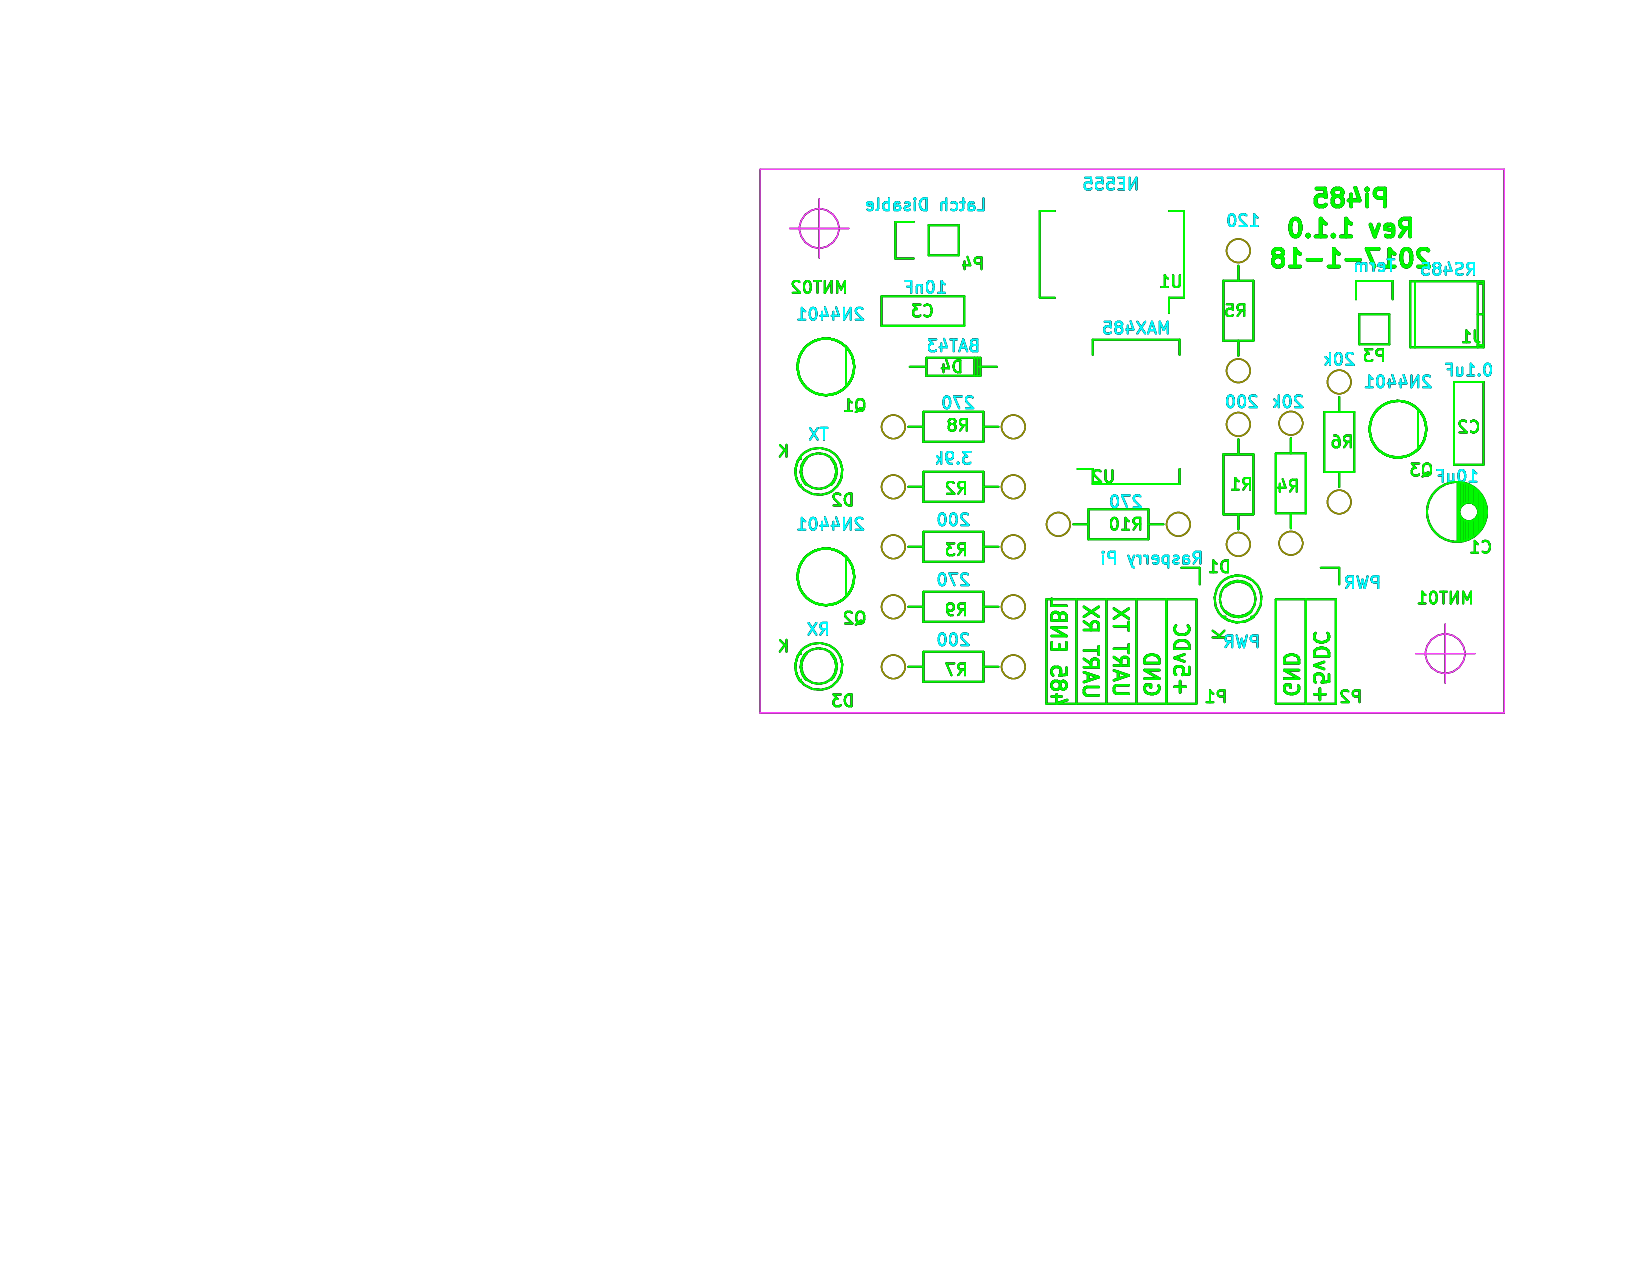 NE555
Pi485
Rev 1.1.0
2017-1-18
Latch Disable
120
P4
Term
RS485
U1
MNT02
10nF
2N4401
C3
R5
J1
MAX485
P3
BAT43
D4
20k
0.1uF
2N4401
270
200
20k
Q1
R8
C2
TX
R6
K
3.9k
Q3
10uF
U2
R2
R1
R4
D2
270
200
2N4401
R10
R3
C1
Rasperry Pi
D1
270
PWR
R9
MNT01
Q2
RX
200
K
PWR
K
R7
485 ENBL
UART RX
UART TX
GND
+5vDC
GND
+5vDC
D3
P1
P2